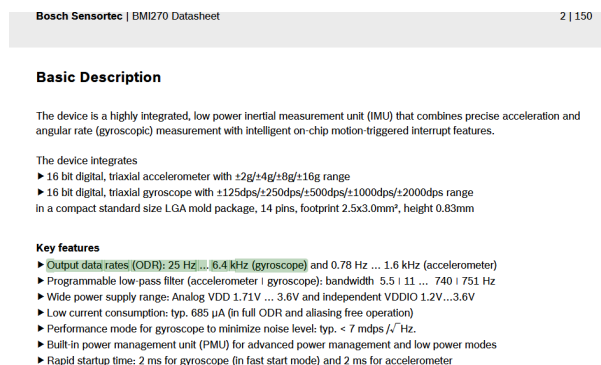 Bosch Sensortec | BMI270 Datasheet 2 | 150
Basic Description
The device is a highly integrated, low power inertial measurement unit (IMU) that combines precise acceleration and
angular rate (gyroscopic) measurement with intelligent on-chip motion-triggered interrupt features.
The device integrates
▶ 16 bit digital, triaxial accelerometer with ±2g/±4g/±8g/±16g range
▶ 16 bit digital, triaxial gyroscope with ±125dps/±250dps/±500dps/±1000dps/±2000dps range
in a compact standard size LGA mold package, 14 pins, footprint 2.5x3.0mm², height 0.83mm
Key features
▶ Output data rates (ODR): 25 Hz ... 6.4 kHz (gyroscope) and 0.78 Hz ... 1.6 kHz (accelerometer)
▶ Programmable low-pass filter (accelerometer | gyroscope): bandwidth 5.5 | 11 ... 740 | 751 Hz
▶ Wide power supply range: Analog VDD 1.71V ... 3.6V and independent VDDIO 1.2V...3.6V
▶ Low current consumption: typ. 685 µA (in full ODR and aliasing free operation)
▶ Performance mode for gyroscope to minimize noise level: typ. < 7 mdps /√Hz.
▶ Built-in power management unit (PMU) for advanced power management and low power modes
▶ Rapid startup time: 2 ms for gyroscope (in fast start mode) and 2 ms for accelerometer